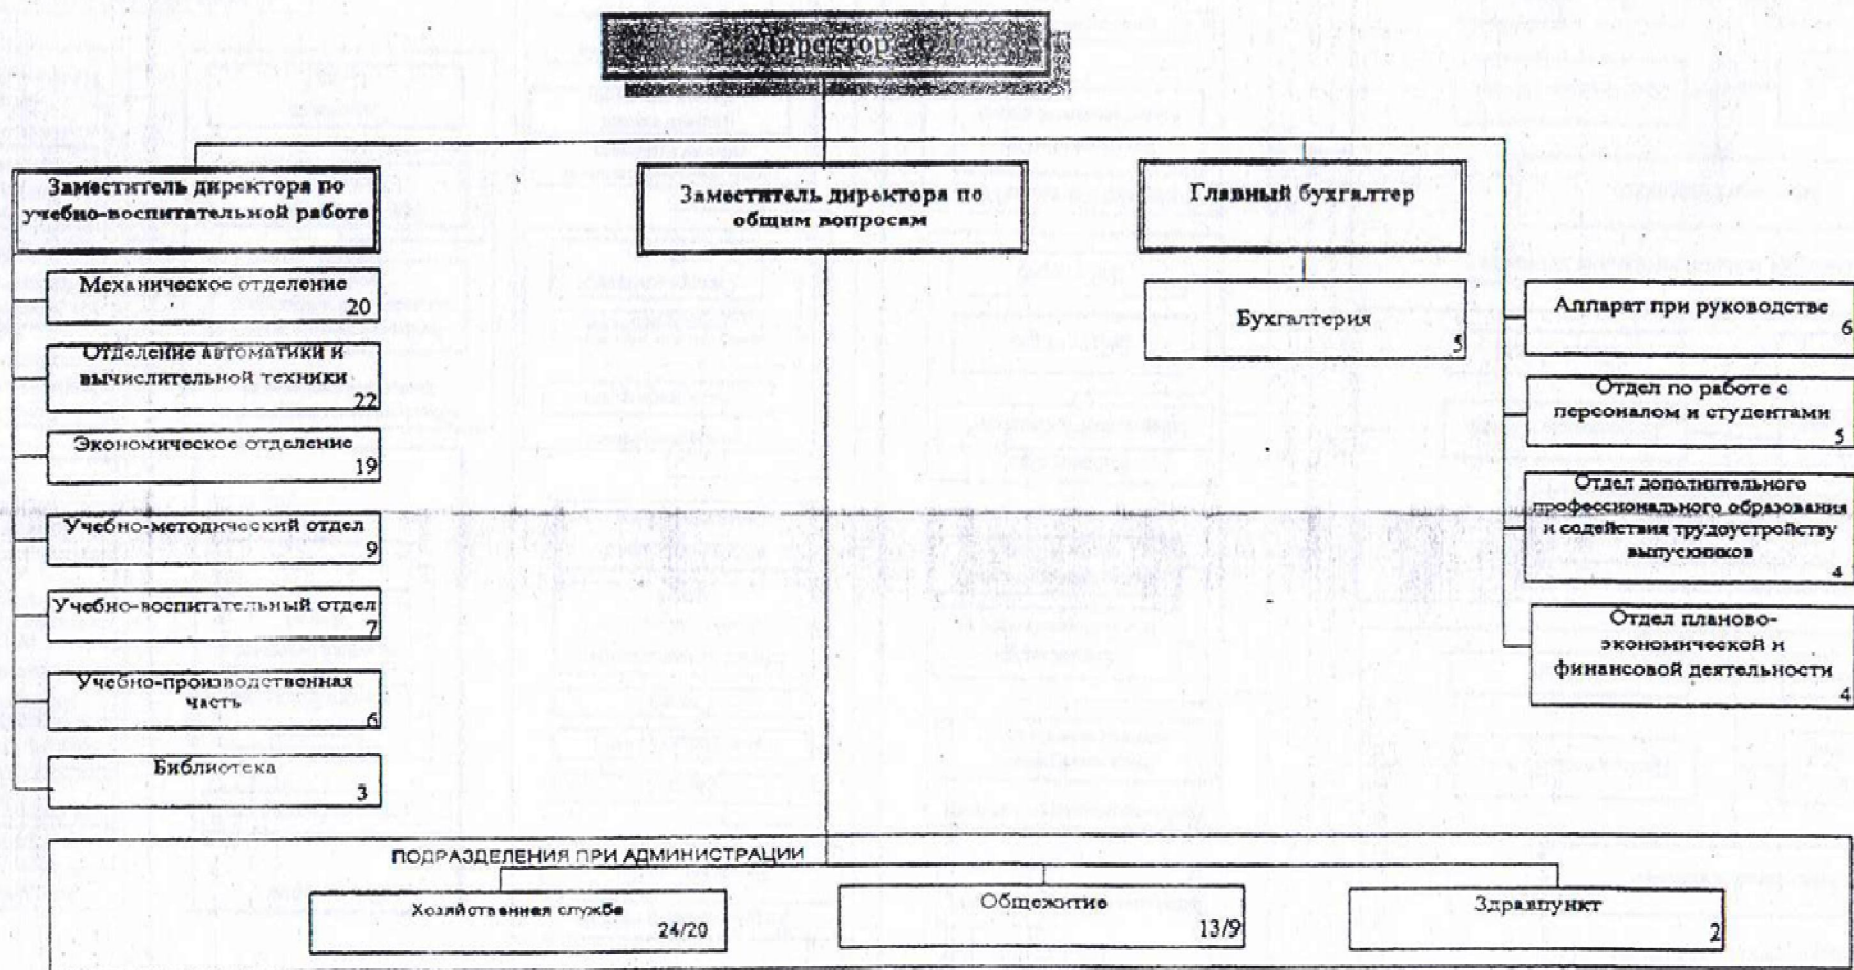 Директор
Заместитель директора по
учебно-воспитательной работе
Механическое отделение
20
Отделение автоматики и
вычислительной техники
22
Экономическое отделение
19
Учебно-методический отдел
9
Учебно-воспитательный отдел
7
Учебно-производственная
часть
6
Библиотека
3
Заместитель директора по
общим вопросам
Главный бухгалтер
Бухгалтерия
5
Аппарат при руководстве
6
Отдел по работе с
персоналом и студентами
5
Отдел дополнительного
профессионального образования
и содействия трудоустройству
выпускников
4
Отдел планово-
экономической и
финансовой деятельности
4
ПОДРАЗДЕЛЕНИЯ ПРИ АДМИНИСТРАЦИИ
Хозяйственная служба
24/20
Общежитие
13/9
Здравпункт
2